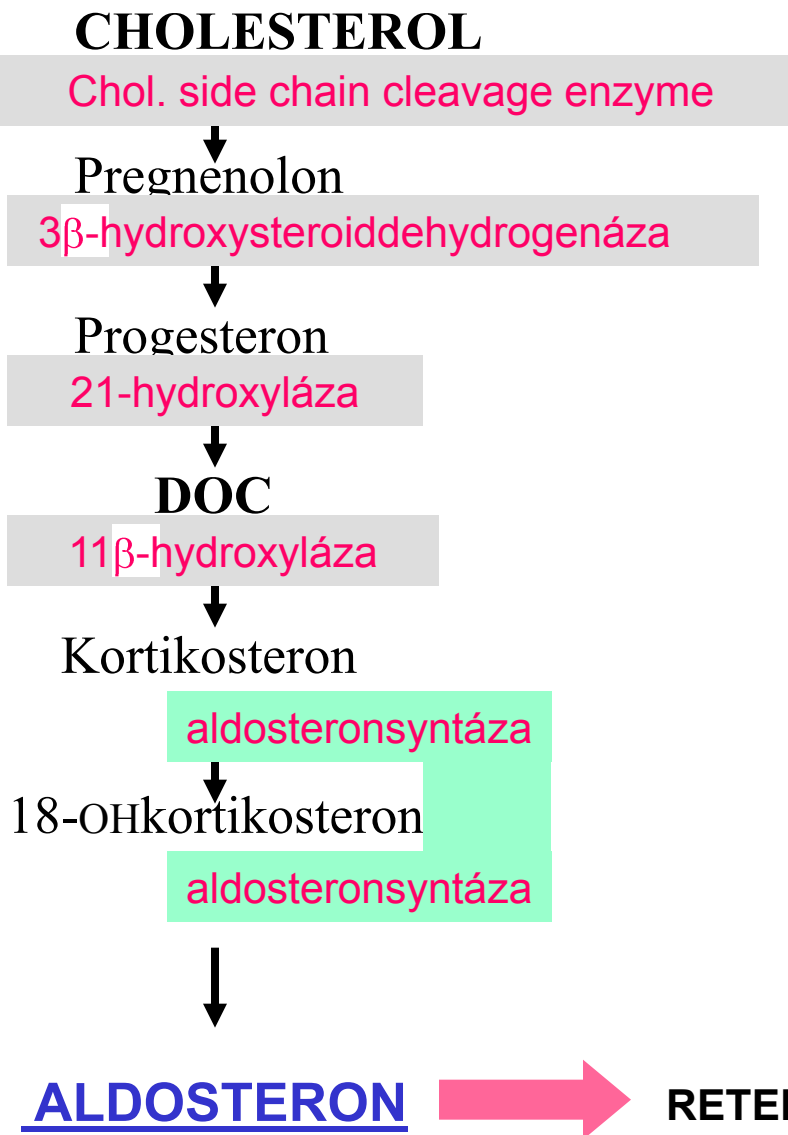 CHOLESTEROL
Chol. side chain cleavage enzyme
Pregnenolon
3β-hydroxysteroiddehydrogenáza
Progesteron
21-hydroxyláza
DOC
11β-hydroxyláza
Kortikosteron
aldosteronsyntáza
18-OHkortikosteron
aldosteronsyntáza
ALDOSTERON